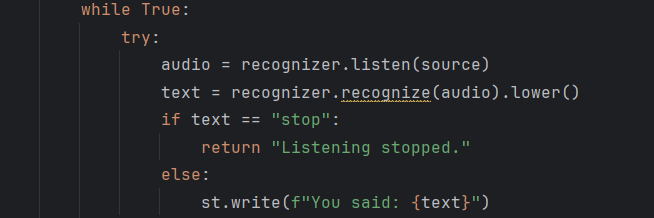 while True:
try:
audio = recognizer.listen(source)
text = recognizer.recognize(audio).lower()
if text == "stop":
return "Listening stopped."
else:
st.write(f"You said: {text}")